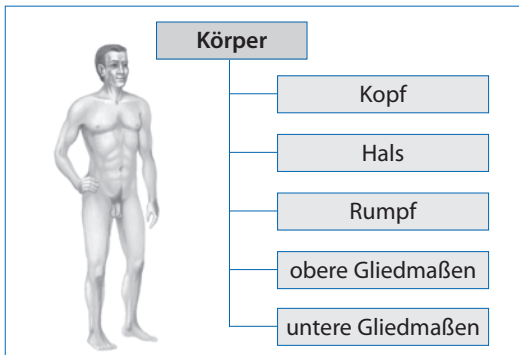 Körper
Kopf
Hals
Rumpf
obere Gliedmaßen
untere Gliedmaßen